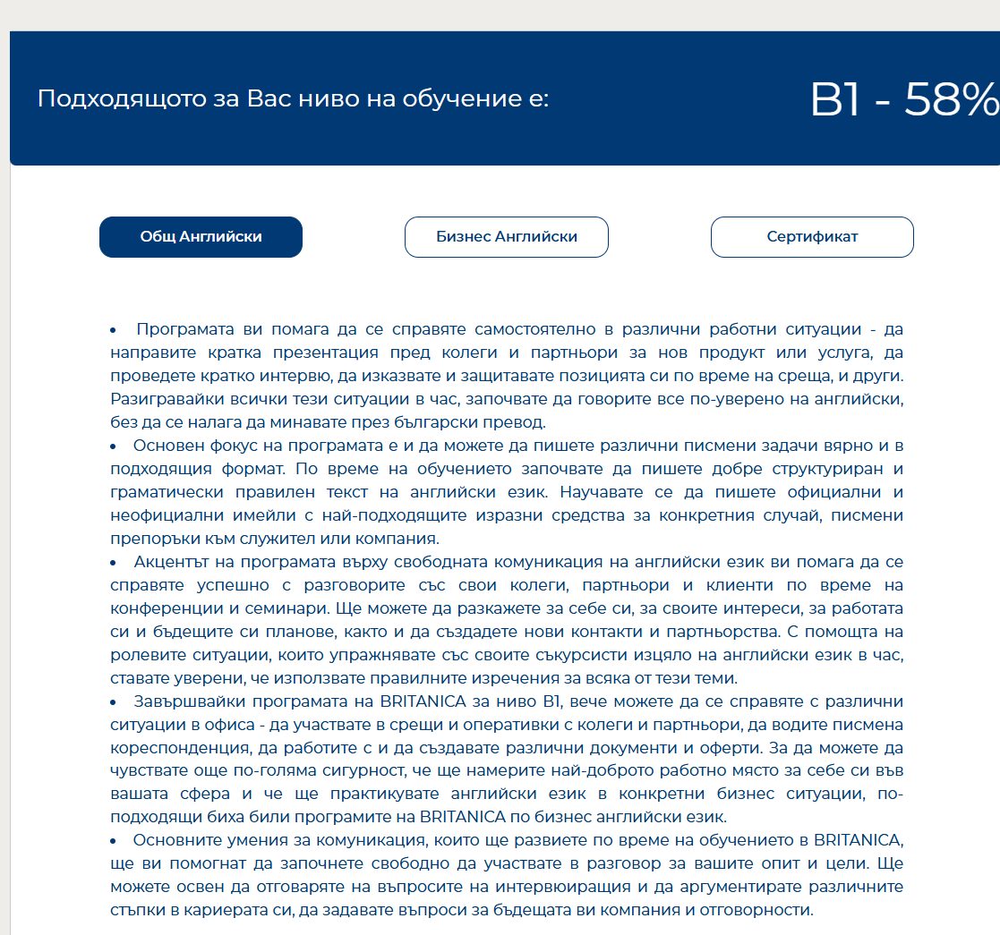 Подходящото за Вас ниво на обучение е:
B1 - 58%
Общ Английски
Бизнес Английски
Сертификат
• Програмата ви помага да се справяте самостоятелно в различни работни ситуации - да
направите кратка презентация пред колеги и партньори за нов продукт или услуга, да
проведете кратко интервю, да изказвате и защитавате позицията си по време на среща, и други.
Разигравайки всички тези ситуации в час, започвате да говорите все по-уверено на английски,
без да се налага да минавате през български превод.
• Основен фокус на програмата е и да можете да пишете различни писмени задачи вярно и в
подходящия формат. По време на обучението започвате да пишете добре структуриран и
граматически правилен текст на английски език. Научавате се да пишете официални и
неофициални имейли с най-подходящите изразни средства за конкретния случай, писмени
препоръки към служител или компания.
• Акцентът на програмата върху свободната комуникация на английски език ви помага да се
справяте успешно с разговорите със свои колеги, партньори и клиенти по време на
конференции и семинари. Ще можете да разкажете за себе си, за своите интереси, за работата
си и бъдещите си планове, както и да създадете нови контакти и партньорства. С помощта на
ролевите ситуации, които упражнявате със своите съкурсисти изцяло на английски език в час,
ставате уверени, че използвате правилните изречения за всяка от тези теми.
• Завършвайки програмата на BRITANICA за ниво B1, вече можете да се справяте с различни
ситуации в офиса - да участвате в срещи и оперативки с колеги и партньори, да водите писмена
кореспонденция, да работите с и да създавате различни документи и оферти. За да можете да
чувствате още по-голяма сигурност, че ще намерите най-доброто работно място за себе си във
вашата сфера и че ще практикувате английски език в конкретни бизнес ситуации, по-
подходящи биха били програмите на BRITANICA по бизнес английски език.
• Основните умения за комуникация, които ще развиете по време на обучението в BRITANICA,
ще ви помогнат да започнете свободно да участвате в разговор за вашите опит и цели. Ще
можете освен да отговаряте на въпросите на интервюиращия и да аргументирате различните
стъпки в кариерата си, да задавате въпроси за бъдещата ви компания и отговорности.